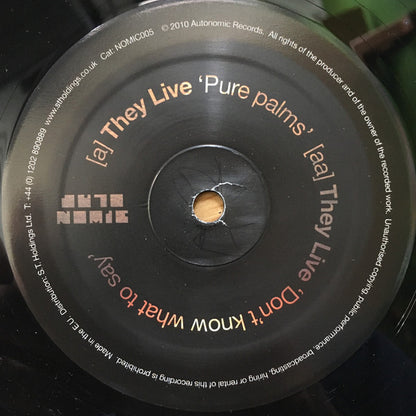 [a] They Live 'Pure palms' [aa] They Live 'Don't know what to say'
www.stholdings.co.uk Cat: NOMIC005 © 2010 Autonomic Records. All rights of the producer and of the owner of the recorded work. Unauthorised copying public performance, broadcasting, hiring or rental of this recording is prohibited. Made in the E.U. Distribution: S.T. Holdings Ltd. T +44 (0) 1202 890889